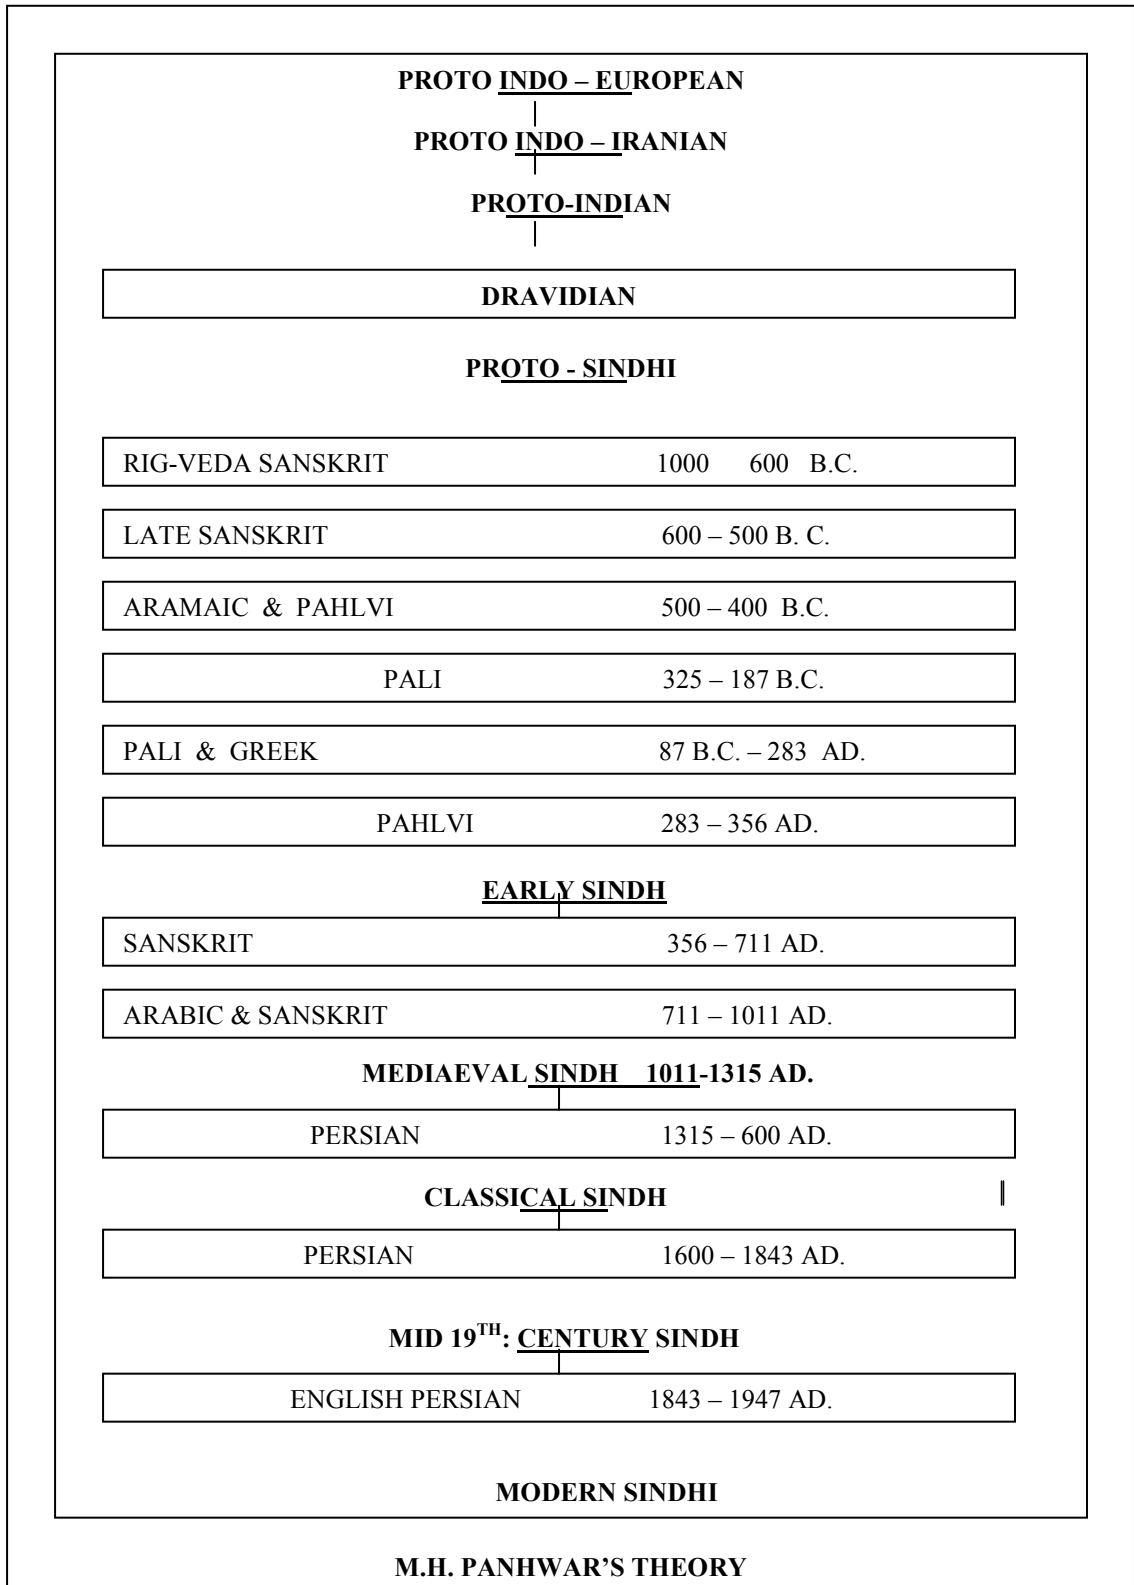 PROTO INDO – EUROPEAN
PROTO INDO – IRANIAN
PROTO-INDIAN
DRAVIDIAN
PROTO - SINDHI
RIG-VEDA SANSKRIT 1000 600 B.C.
LATE SANSKRIT 600 – 500 B. C.
ARAMAIC & PAHLVI 500 – 400 B.C.
PALI 325 – 187 B.C.
PALI & GREEK 87 B.C. – 283 AD.
PAHLVI 283 – 356 AD.
EARLY SINDH
SANSKRIT 356 – 711 AD.
ARABIC & SANSKRIT 711 – 1011 AD.
MEDIAEVAL SINDH 1011-1315 AD.
PERSIAN 1315 – 600 AD.
CLASSICAL SINDH
PERSIAN 1600 – 1843 AD.
MID 19TH: CENTURY SINDH
ENGLISH PERSIAN 1843 – 1947 AD.
MODERN SINDHI
M.H. PANHWAR’S THEORY